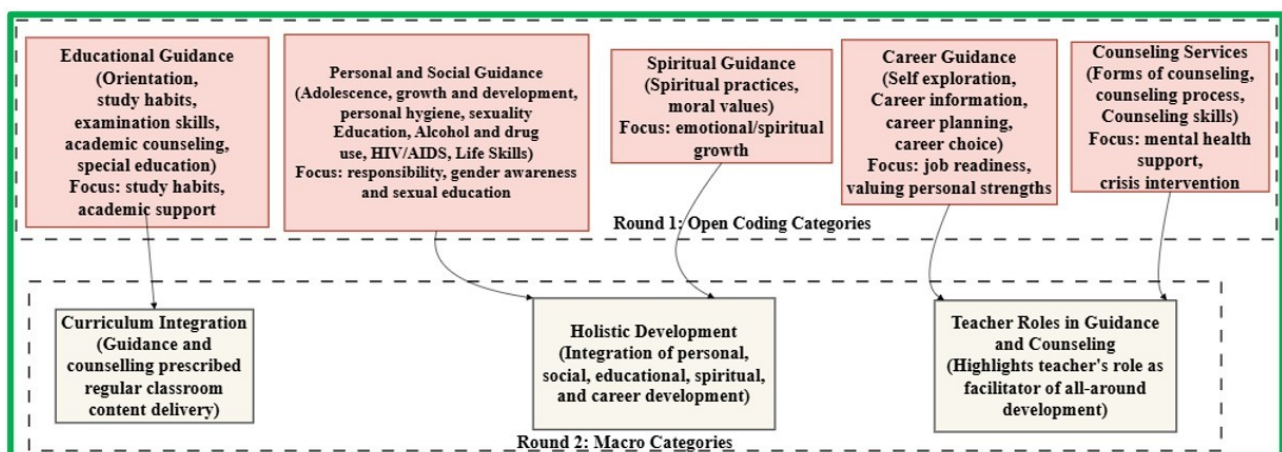 Educational Guidance
(Orientation,
study habits,
examination skills,
academic counseling,
special education)
Focus: study habits,
academic support
Personal and Social Guidance
(Adolescence, growth and development,
personal hygiene, sexuality
Education, Alcohol and drug
use, HIV/AIDS, Life Skills)
Focus: responsibility, gender awareness
and sexual education
Spiritual Guidance
(Spiritual practices,
moral values)
Focus: emotional/spiritual
growth
Career Guidance
(Self exploration,
Career information,
career planning,
career choice)
Focus: job readiness,
valuing personal strengths
Counseling Services
(Forms of counseling,
counseling process,
Counseling skills)
Focus: mental health
support,
crisis intervention
Round 1: Open Coding Categories
Curriculum Integration
(Guidance and
counselling prescribed
regular classroom
content delivery)
Holistic Development
(Integration of personal,
social, educational, spiritual,
and career development)
Teacher Roles in Guidance
and Counseling
(Highlights teacher's role as
facilitator of all-around
development)
Round 2: Macro Categories